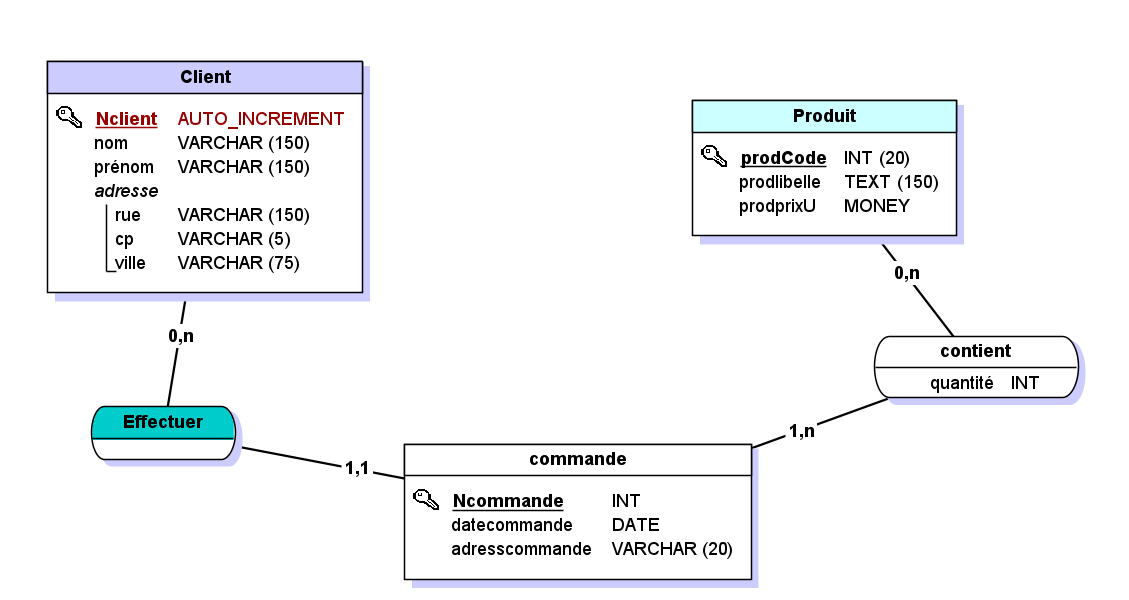 Client
Nclient AUTO_INCREMENT
nom VARCHAR (150)
prénom VARCHAR (150)
adresse
rue VARCHAR (150)
cp VARCHAR (5)
ville VARCHAR (75)
Produit
prodCode INT (20)
prodlibelle TEXT (150)
prodprixU MONEY
0,n
0,n
contient
quantité INT
Effectuer
1,n
1,1
commande
Ncommande INT
datecommande DATE
adresscommande VARCHAR (20)